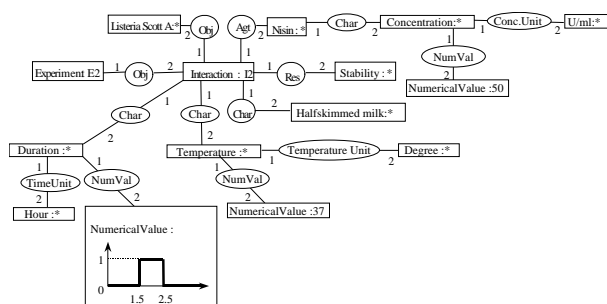 Listeria Scott A:* 1 2 Obj Agt 2 Nisin :* 1 Char 2 Concentration:* 1 Conc.Unit 2 U/ml:*
1 1 1
NumVal
2
NumericalValue :50
Experiment E2 1 Obj 2 Interaction : I2 1 Res 2 Stability : *
1 1 1
Char 2 Halfskimmed milk:*
Char Char
2 2
Duration :* Temperature :* 1 Temperature Unit 2 Degree :*
1 1 1
TimeUnit NumVal NumVal
2 2 2
Hour :* NumericalValue :37
NumericalValue :
1
0
1.5 2.5